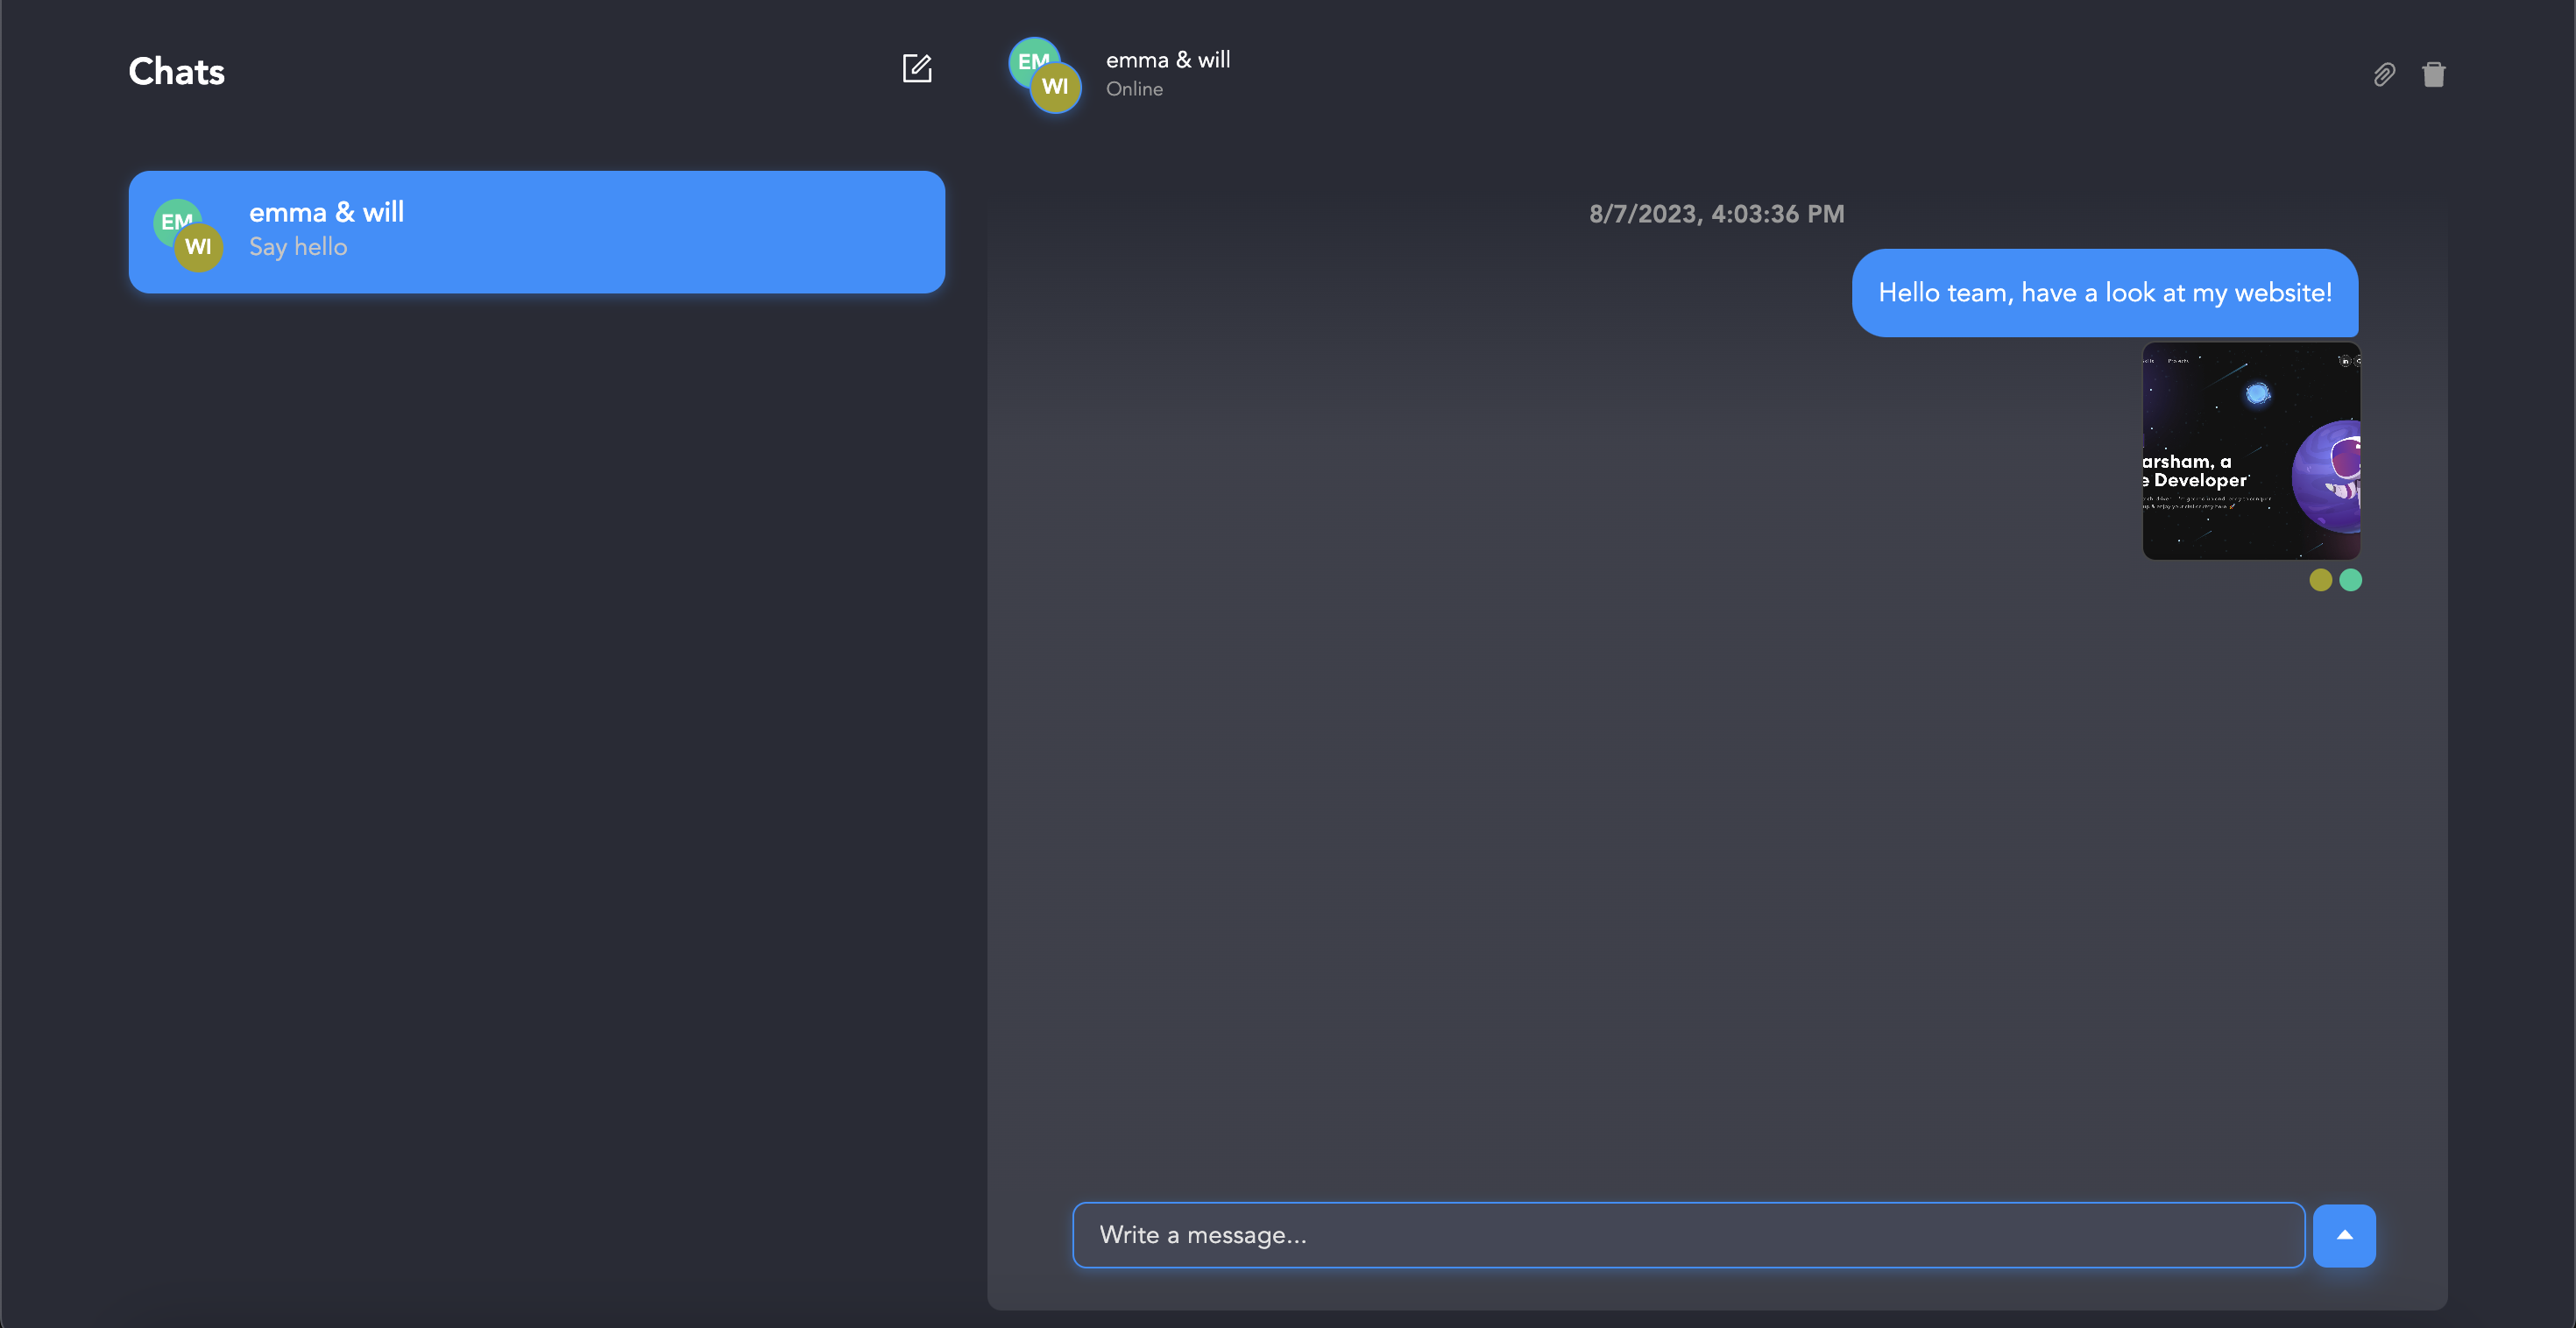 Chats
EM
WI
emma & will
Say hello
EM
WI
emma & will
Online
8/7/2023, 4:03:36 PM
Hello team, have a look at my website!
Projects
arsham, a
e Developer
Write a message...